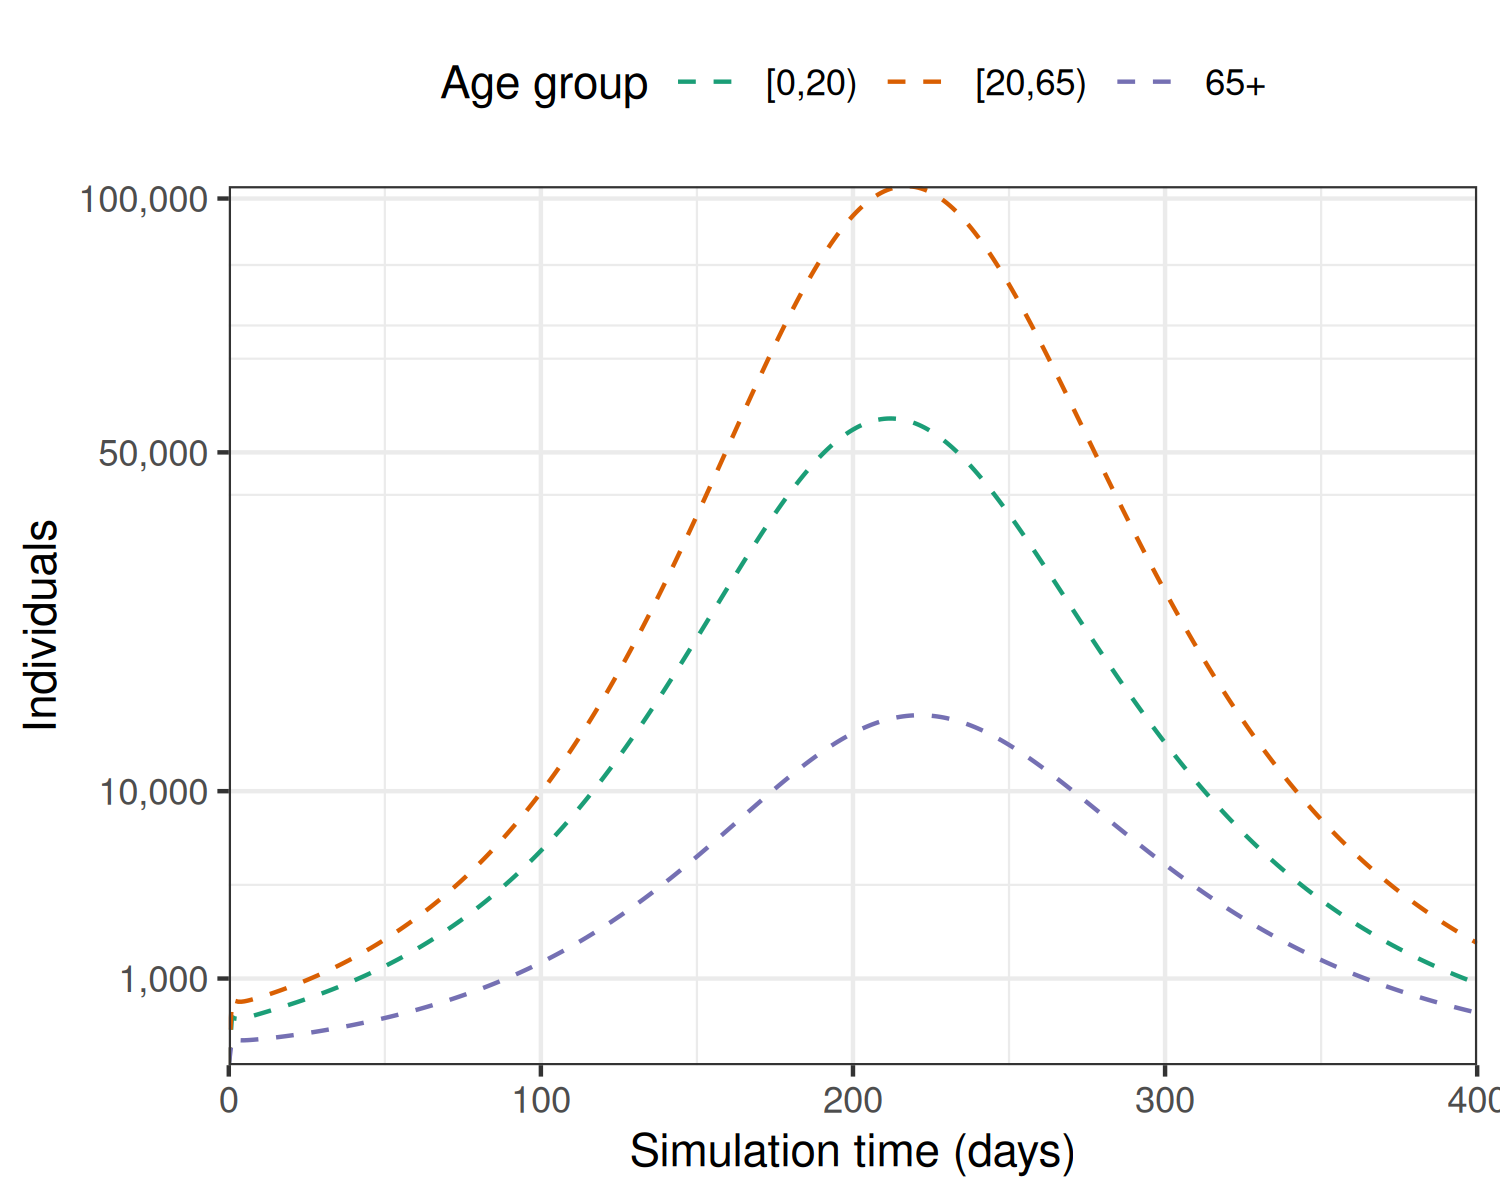 Age group [0,20) [20,65) 65+
100,000
50,000
10,000
1,000
Individuals
0 100 200 300 400
Simulation time (days)